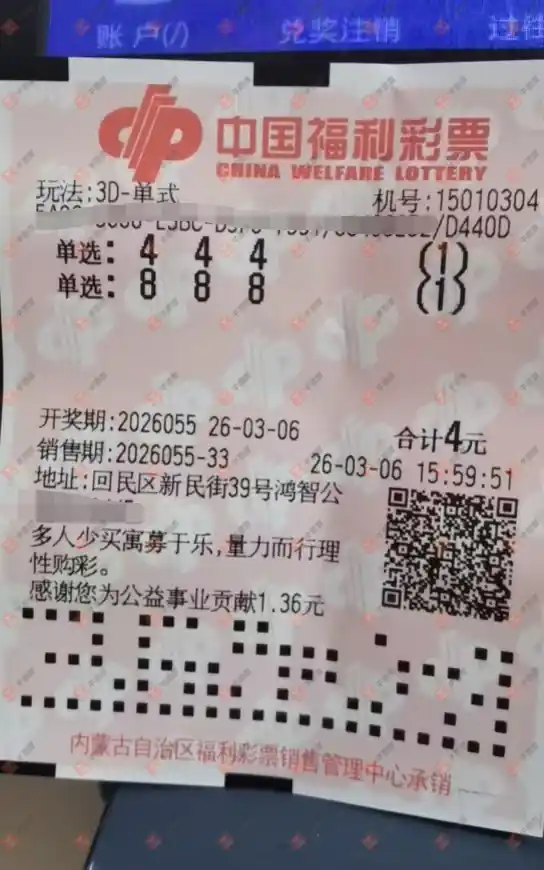 账户(/) 兑奖注销
中国福利彩票
CHINA WELFARE LOTTERY
玩法:3D-单式 机号:15010304
/D440D
单选: 4 4 4 (1)
单选: 8 8 8 (1)
开奖期:2026055 26-03-06 合计4元
销售期:2026055-33 26-03-06 15:59:51
地址:回民区新民街39号鸿智公
多人少买寓募于乐,量力而行理
性购彩。
感谢您为公益事业贡献1.36元
内蒙古自治区福利彩票销售管理中心承销